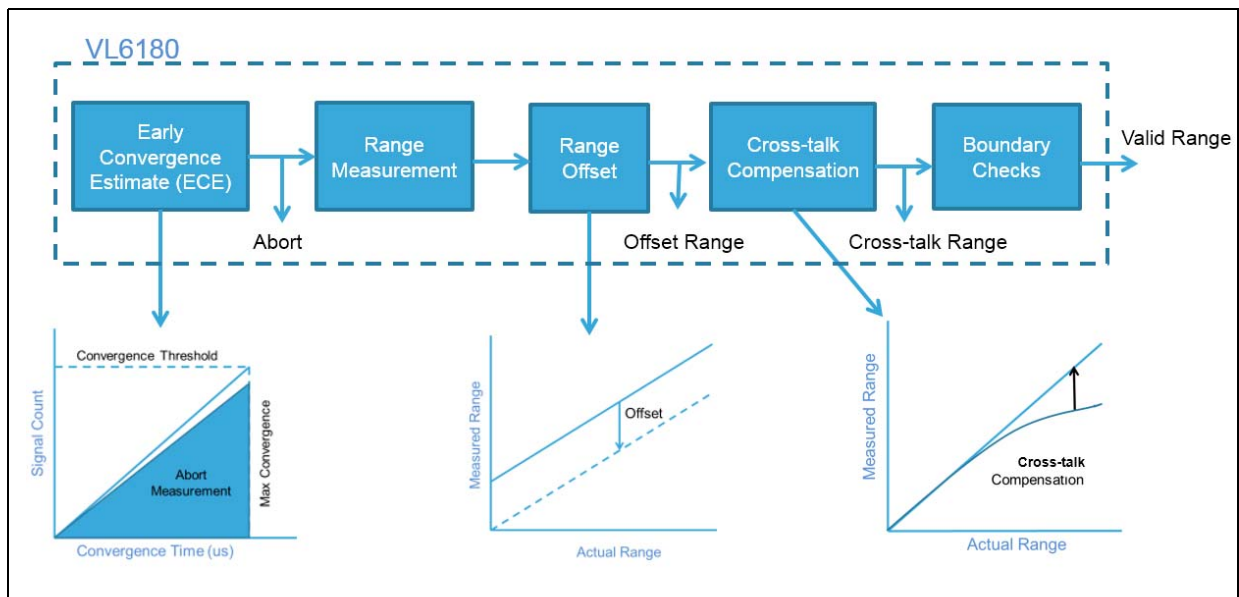 VL6180
Early
Convergence
Estimate (ECE)
Range
Measurement
Range
Offset
Cross-talk
Compensation
Boundary
Checks
Valid Range
Abort
Offset Range
Cross-talk Range
Convergence Threshold
Signal Count
Abort
Measurement
Max Convergence
Convergence Time (us)
Measured Range
Offset
Actual Range
Measured Range
Cross-talk
Compensation
Actual Range